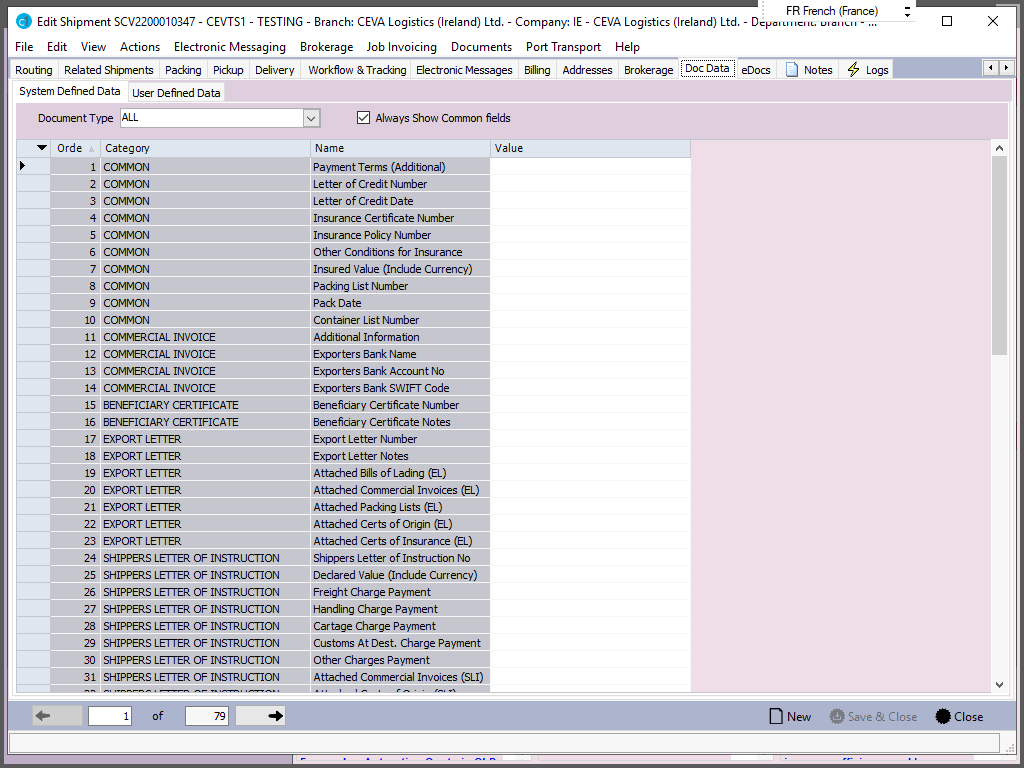 Edit Shipment SCV2200010347 - CEVTS1 - TESTING - Branch: CEVA Logistics (Ireland) Ltd. - Company: IE - CEVA Logistics (Ireland) Ltd. - Department: Branch - ...
FR French (France)
File Edit View Actions Electronic Messaging Brokerage Job Invoicing Documents Port Transport Help
Routing Related Shipments Packing Pickup Delivery Workflow & Tracking Electronic Messages Billing Addresses Brokerage Doc Data eDocs Notes Logs
System Defined Data User Defined Data
Document Type ALL Always Show Common fields
Orde Category Name Value
1 COMMON Payment Terms (Additional)
2 COMMON Letter of Credit Number
3 COMMON Letter of Credit Date
4 COMMON Insurance Certificate Number
5 COMMON Insurance Policy Number
6 COMMON Other Conditions for Insurance
7 COMMON Insured Value (Include Currency)
8 COMMON Packing List Number
9 COMMON Pack Date
10 COMMON Container List Number
11 COMMERCIAL INVOICE Additional Information
12 COMMERCIAL INVOICE Exporters Bank Name
13 COMMERCIAL INVOICE Exporters Bank Account No
14 COMMERCIAL INVOICE Exporters Bank SWIFT Code
15 BENEFICIARY CERTIFICATE Beneficiary Certificate Number
16 BENEFICIARY CERTIFICATE Beneficiary Certificate Notes
17 EXPORT LETTER Export Letter Number
18 EXPORT LETTER Export Letter Notes
19 EXPORT LETTER Attached Bills of Lading (EL)
20 EXPORT LETTER Attached Commercial Invoices (EL)
21 EXPORT LETTER Attached Packing Lists (EL)
22 EXPORT LETTER Attached Certs of Origin (EL)
23 EXPORT LETTER Attached Certs of Insurance (EL)
24 SHIPPERS LETTER OF INSTRUCTION Shippers Letter of Instruction No
25 SHIPPERS LETTER OF INSTRUCTION Declared Value (Include Currency)
26 SHIPPERS LETTER OF INSTRUCTION Freight Charge Payment
27 SHIPPERS LETTER OF INSTRUCTION Handling Charge Payment
28 SHIPPERS LETTER OF INSTRUCTION Cartage Charge Payment
29 SHIPPERS LETTER OF INSTRUCTION Customs At Dest. Charge Payment
30 SHIPPERS LETTER OF INSTRUCTION Other Charges Payment
31 SHIPPERS LETTER OF INSTRUCTION Attached Commercial Invoices (SLI)
1 of 79 New Save & Close Close